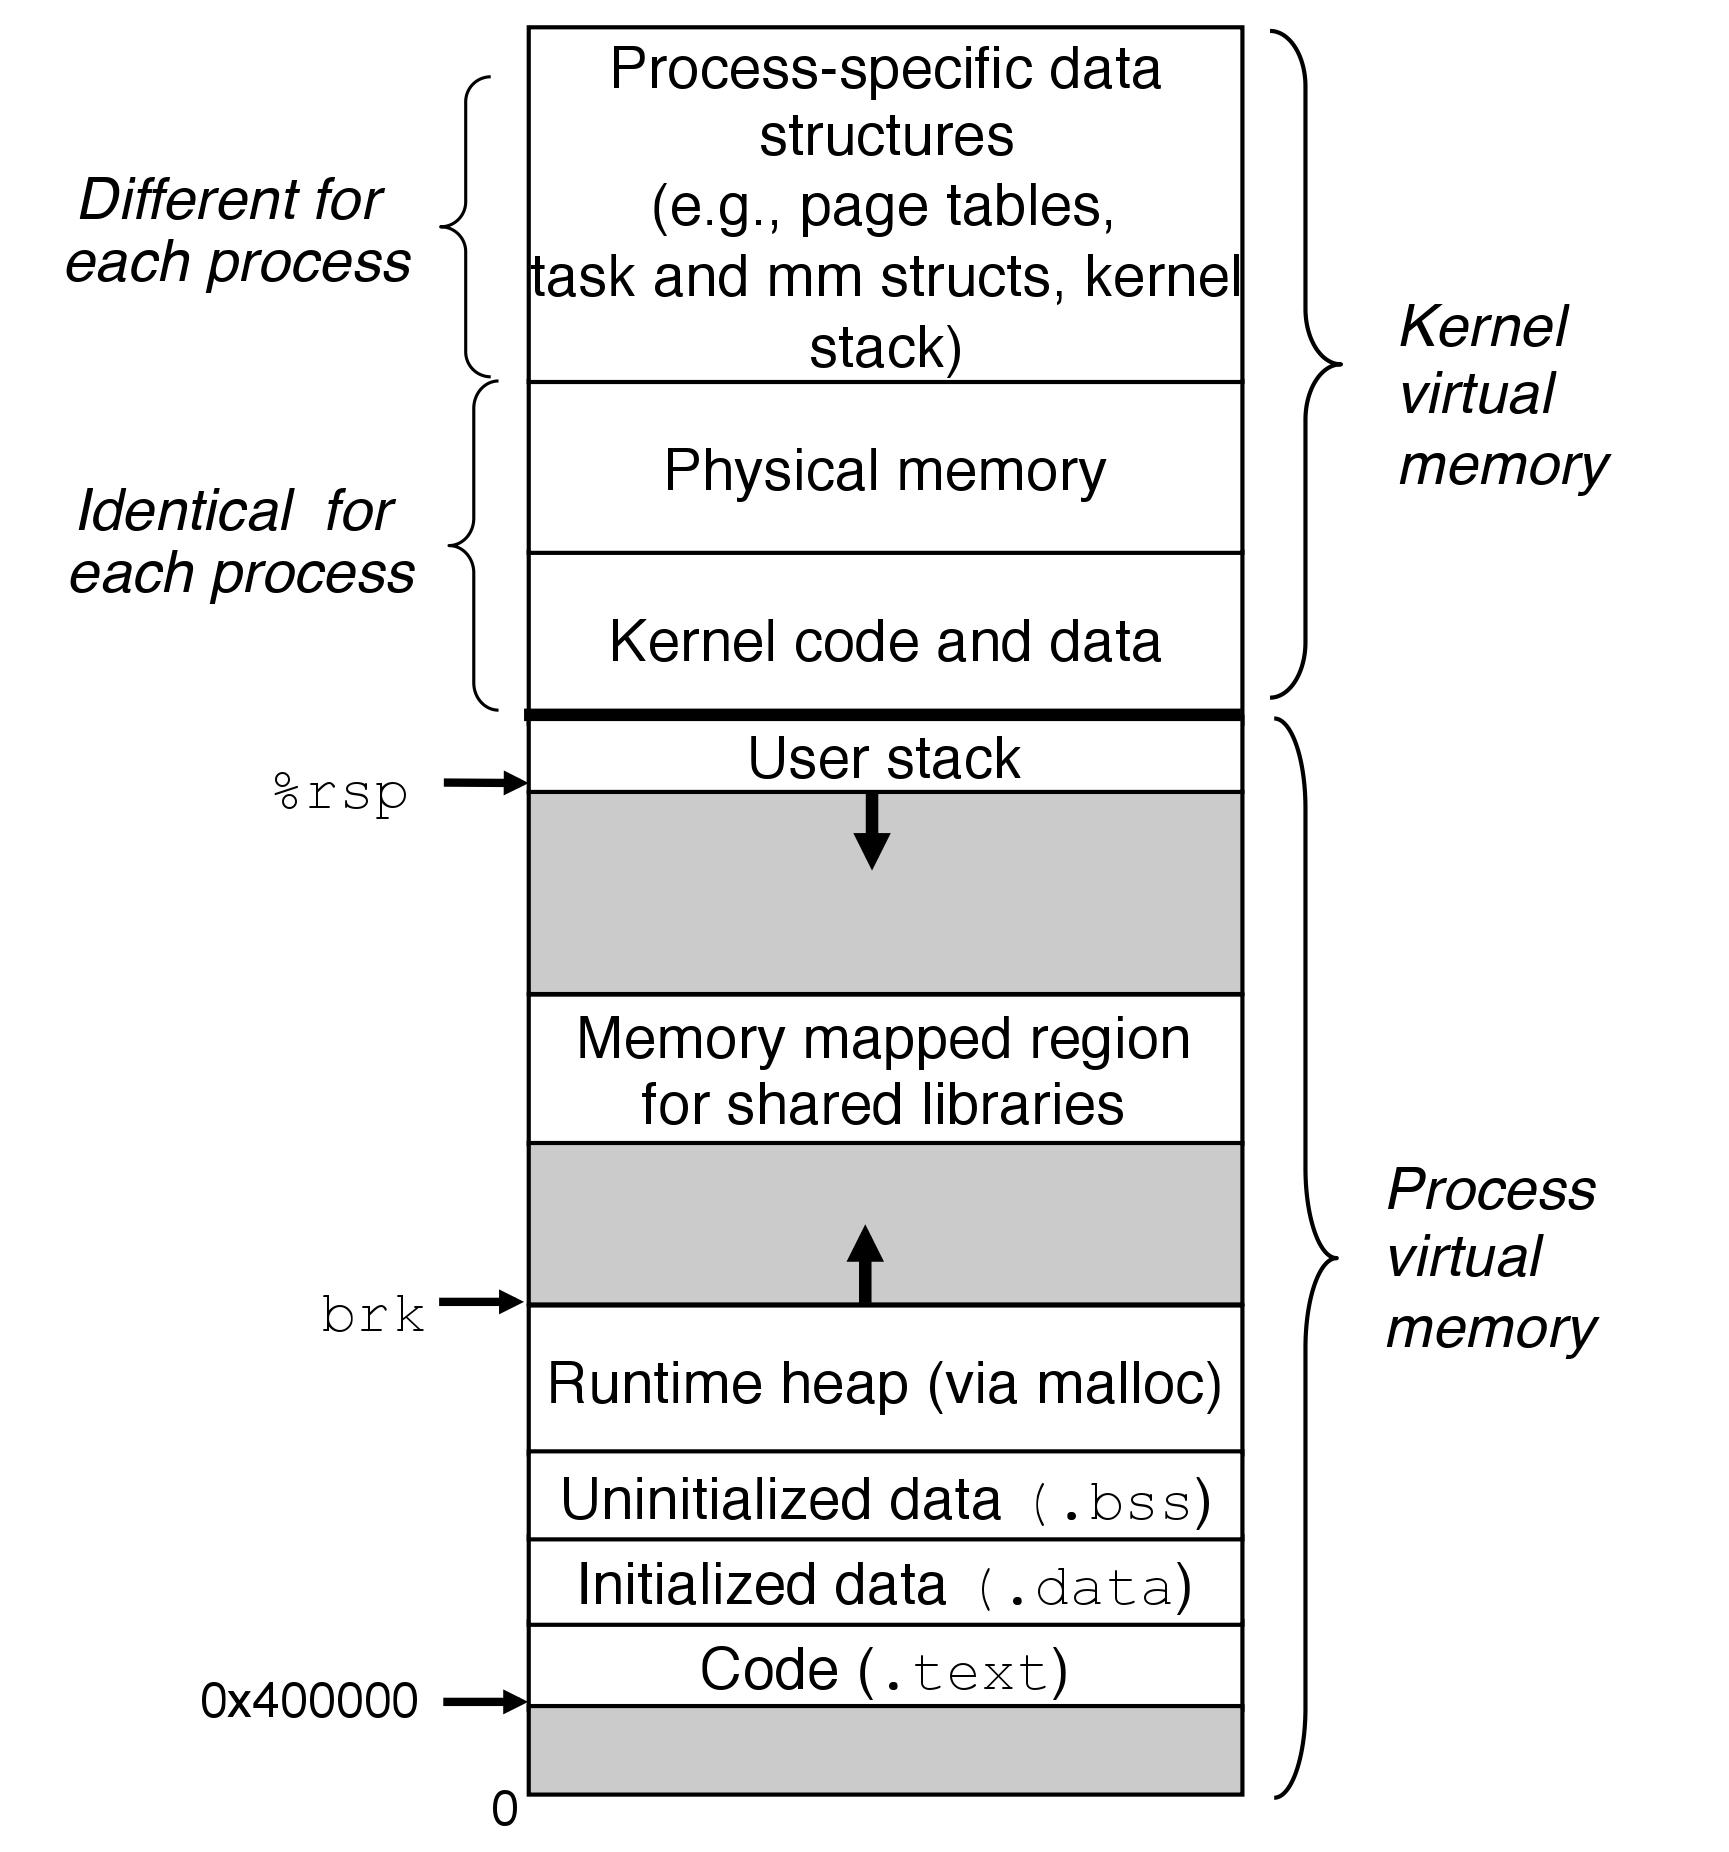 Process-specific data
structures
(e.g., page tables,
task and mm structs, kernel
stack)
Different for
each process
Physical memory
Identical for
each process
Kernel code and data
Kernel
virtual
memory
User stack
%rsp
Memory mapped region
for shared libraries
brk
Runtime heap (via malloc)
Uninitialized data (.bss)
Initialized data (.data)
Code (.text)
0x400000
0
Process
virtual
memory